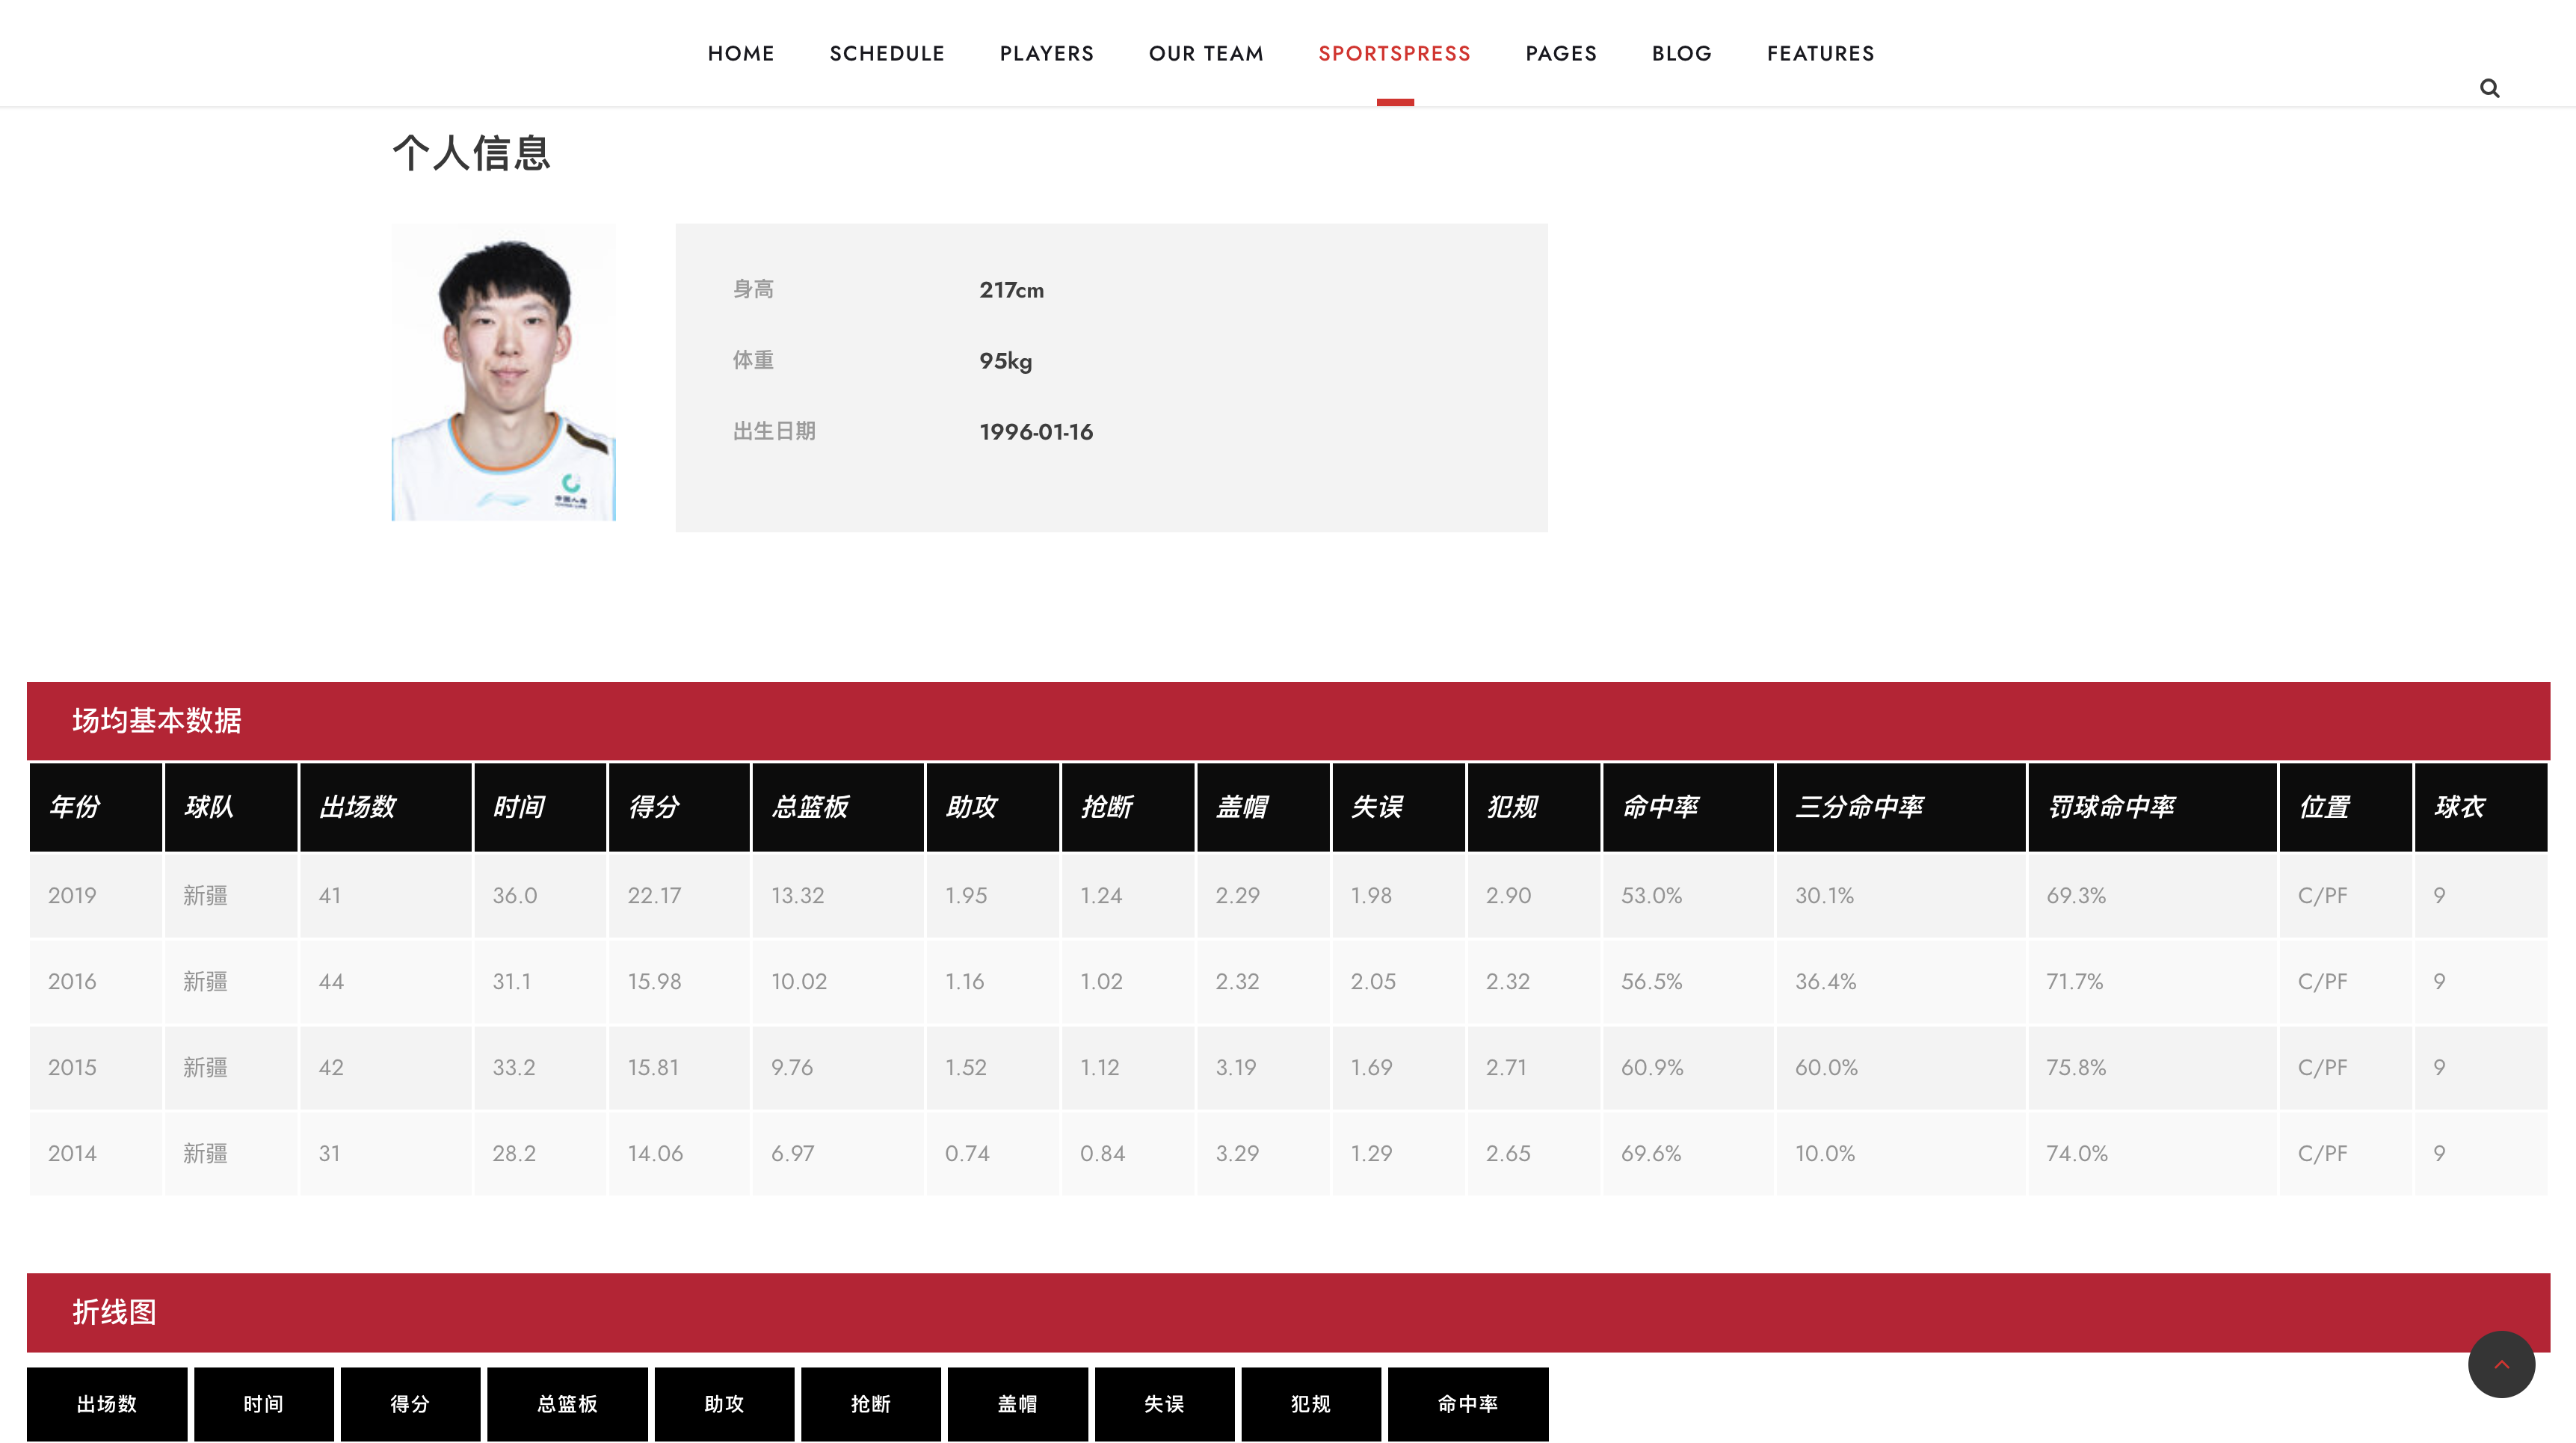 HOME SCHEDULE PLAYERS OUR TEAM SPORTSPRESS PAGES BLOG FEATURES
个人信息
身高 217cm
体重 95kg
出生日期 1996-01-16
中国人寿
场均基本数据
年份 球队 出场数 时间 得分 总篮板 助攻 抢断 盖帽 失误 犯规 命中率 三分命中率 罚球命中率 位置 球衣
2019 新疆 41 36.0 22.17 13.32 1.95 1.24 2.29 1.98 2.90 53.0% 30.1% 69.3% C/PF 9
2016 新疆 44 31.1 15.98 10.02 1.16 1.02 2.32 2.05 2.32 56.5% 36.4% 71.7% C/PF 9
2015 新疆 42 33.2 15.81 9.76 1.52 1.12 3.19 1.69 2.71 60.9% 60.0% 75.8% C/PF 9
2014 新疆 31 28.2 14.06 6.97 0.74 0.84 3.29 1.29 2.65 69.6% 10.0% 74.0% C/PF 9
折线图
出场数 时间 得分 总篮板 助攻 抢断 盖帽 失误 犯规 命中率